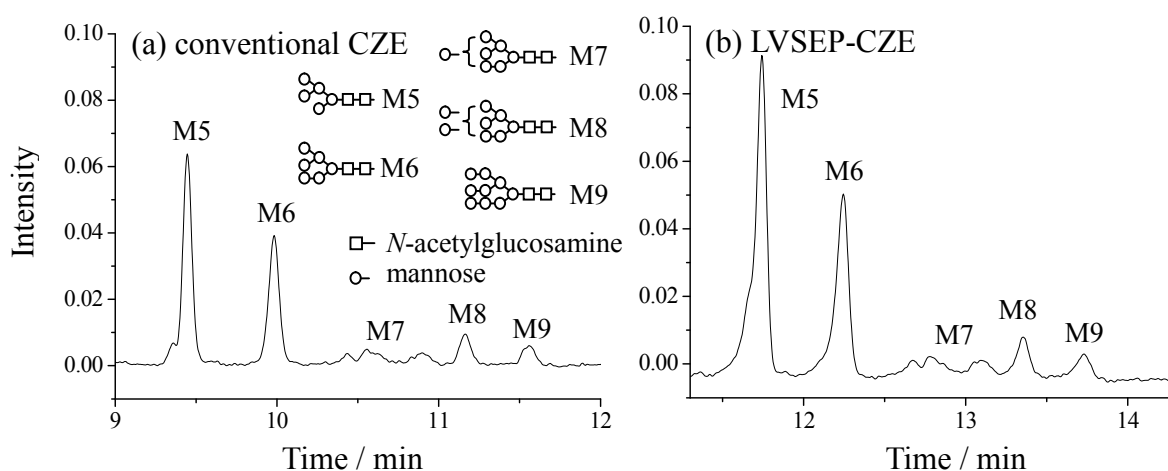 (a) conventional CZE
M7
M5
M8
M6
M9
N-acetylglucosamine
mannose
M5
M6
M7
M8
M9
Intensity
0.10
0.08
0.06
0.04
0.02
0.00
9
10
11
12
Time / min
(b) LVSEP-CZE
M5
M6
M7
M8
M9
0.10
0.08
0.06
0.04
0.02
0.00
12
13
14
Time / min